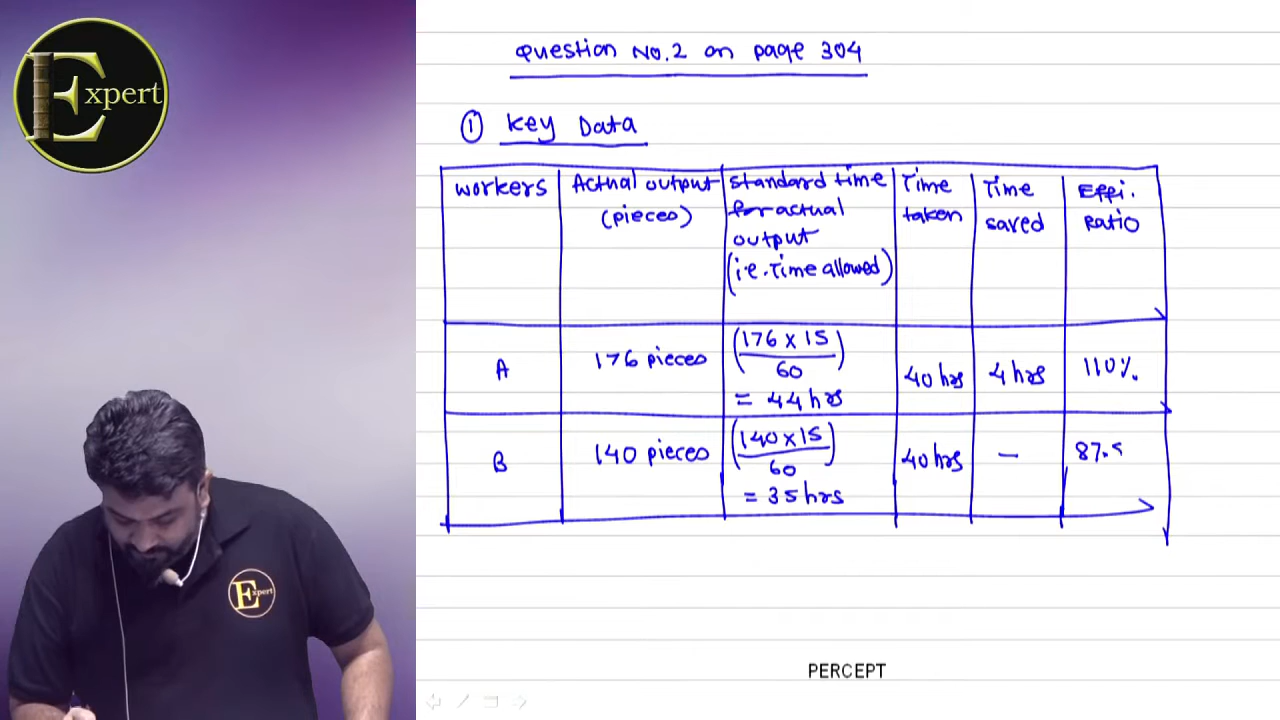 Expert
Question No.2 on page 304
① Key Data
workers
Actual output
(pieces)
Standard time
for actual
output
(i.e. Time allowed)
Time
taken
Time
saved
Effi.
Ratio
A
176 pieces
(176 x 15
60)
= 44 hrs
40 hrs
4 hrs
110%.
B
140 pieces
(140 x 15
60)
= 35 hrs
40 hrs
—
87.5
Expert
PERCEPT